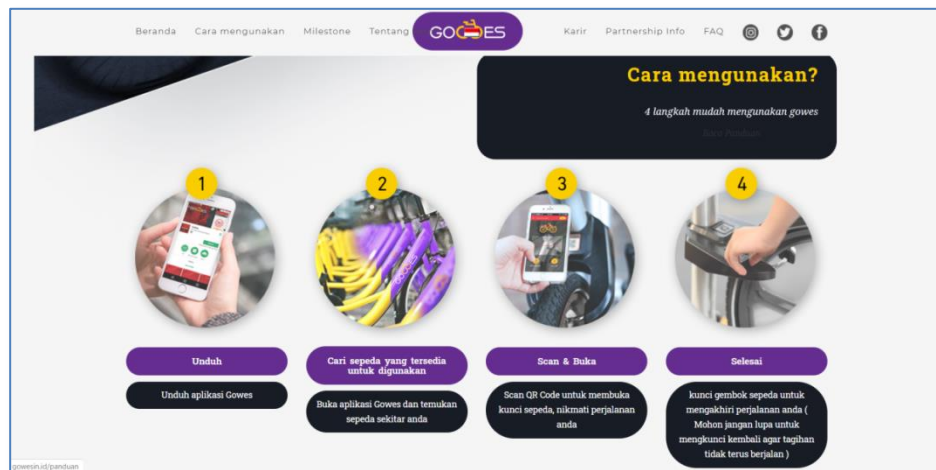 Beranda Cara mengunakan Milestone Tentang GOWES Karir Partnership Info FAQ
Cara mengunakan?
4 langkah mudah mengunakan gowes
Baca Panduan
1 2 3 4
GOWES
Unduh
Unduh aplikasi Gowes
Cari sepeda yang tersedia
untuk digunakan
Buka aplikasi Gowes dan temukan
sepeda sekitar anda
Scan & Buka
Scan QR Code untuk membuka
kunci sepeda, nikmati perjalanan
anda
Selesai
kunci gembok sepeda untuk
mengakhiri perjalanan anda (
Mohon jangan lupa untuk
mengkunci kembali agar tagihan
tidak terus berjalan )
gowesin.id/panduan